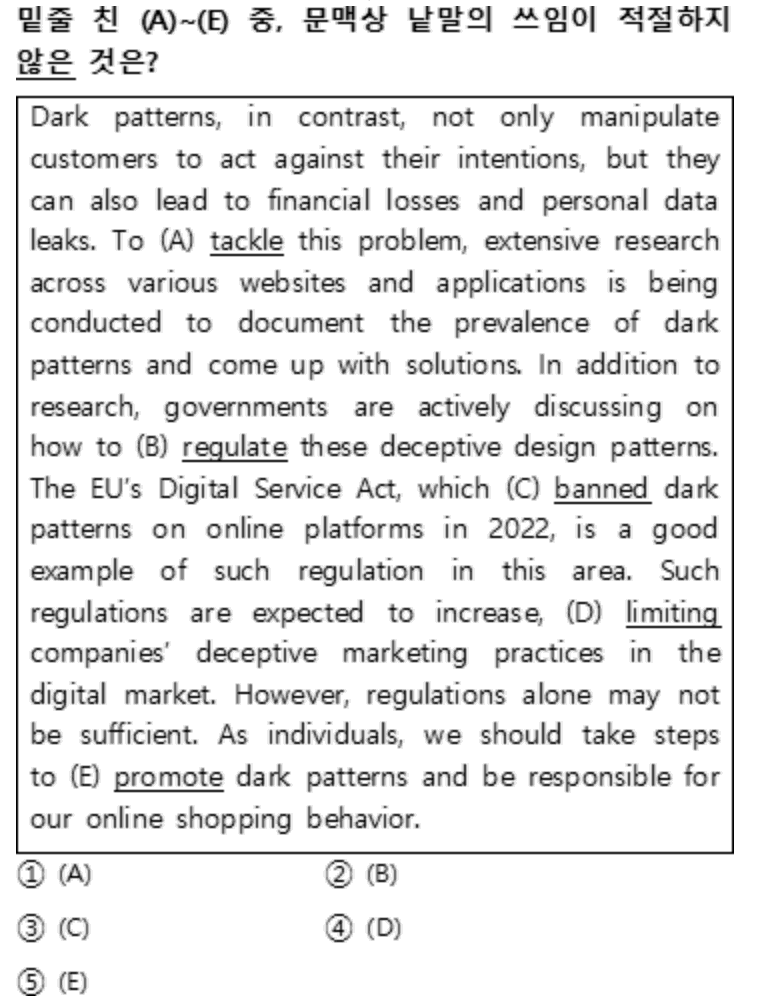 밑줄 친 (A)~(E) 중, 문맥상 낱말의 쓰임이 적절하지
않은 것은?
Dark patterns, in contrast, not only manipulate
customers to act against their intentions, but they
can also lead to financial losses and personal data
leaks. To (A) tackle this problem, extensive research
across various websites and applications is being
conducted to document the prevalence of dark
patterns and come up with solutions. In addition to
research, governments are actively discussing on
how to (B) regulate these deceptive design patterns.
The EU's Digital Service Act, which (C) banned dark
patterns on online platforms in 2022, is a good
example of such regulation in this area. Such
regulations are expected to increase, (D) limiting
companies' deceptive marketing practices in the
digital market. However, regulations alone may not
be sufficient. As individuals, we should take steps
to (E) promote dark patterns and be responsible for
our online shopping behavior.
① (A) ② (B)
③ (C) ④ (D)
⑤ (E)